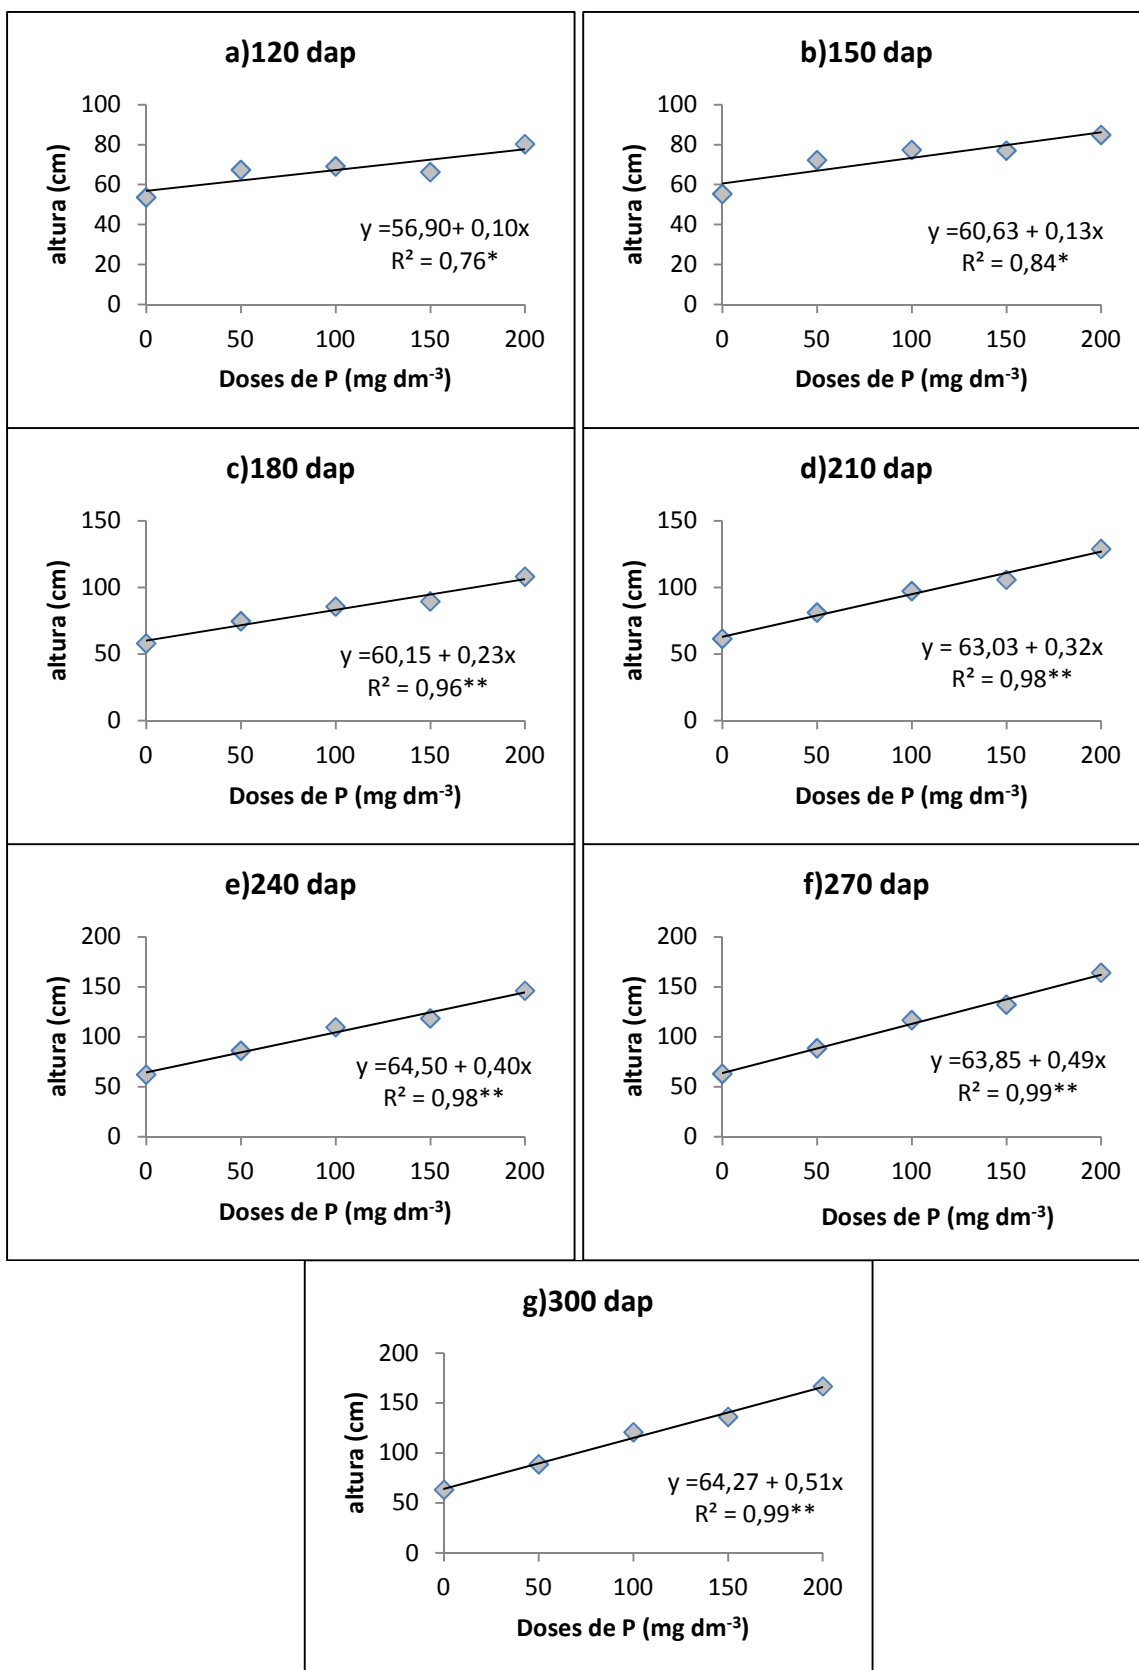 a)120 dap
100
80
60
40
20
0
altura (cm)
y =56,90+ 0,10x
R² = 0,76*
0 50 100 150 200
Doses de P (mg dm⁻³)
b)150 dap
100
80
60
40
20
0
altura (cm)
y =60,63 + 0,13x
R² = 0,84*
0 50 100 150 200
Doses de P (mg dm⁻³)
c)180 dap
150
100
50
0
altura (cm)
y =60,15 + 0,23x
R² = 0,96**
0 50 100 150 200
Doses de P (mg dm⁻³)
d)210 dap
150
100
50
0
altura (cm)
y = 63,03 + 0,32x
R² = 0,98**
0 50 100 150 200
Doses de P (mg dm⁻³)
e)240 dap
200
150
100
50
0
altura (cm)
y =64,50 + 0,40x
R² = 0,98**
0 50 100 150 200
Doses de P (mg dm⁻³)
f)270 dap
200
150
100
50
0
altura (cm)
y =63,85 + 0,49x
R² = 0,99**
0 50 100 150 200
Doses de P (mg dm⁻³)
g)300 dap
200
150
100
50
0
altura (cm)
y =64,27 + 0,51x
R² = 0,99**
0 50 100 150 200
Doses de P (mg dm⁻³)